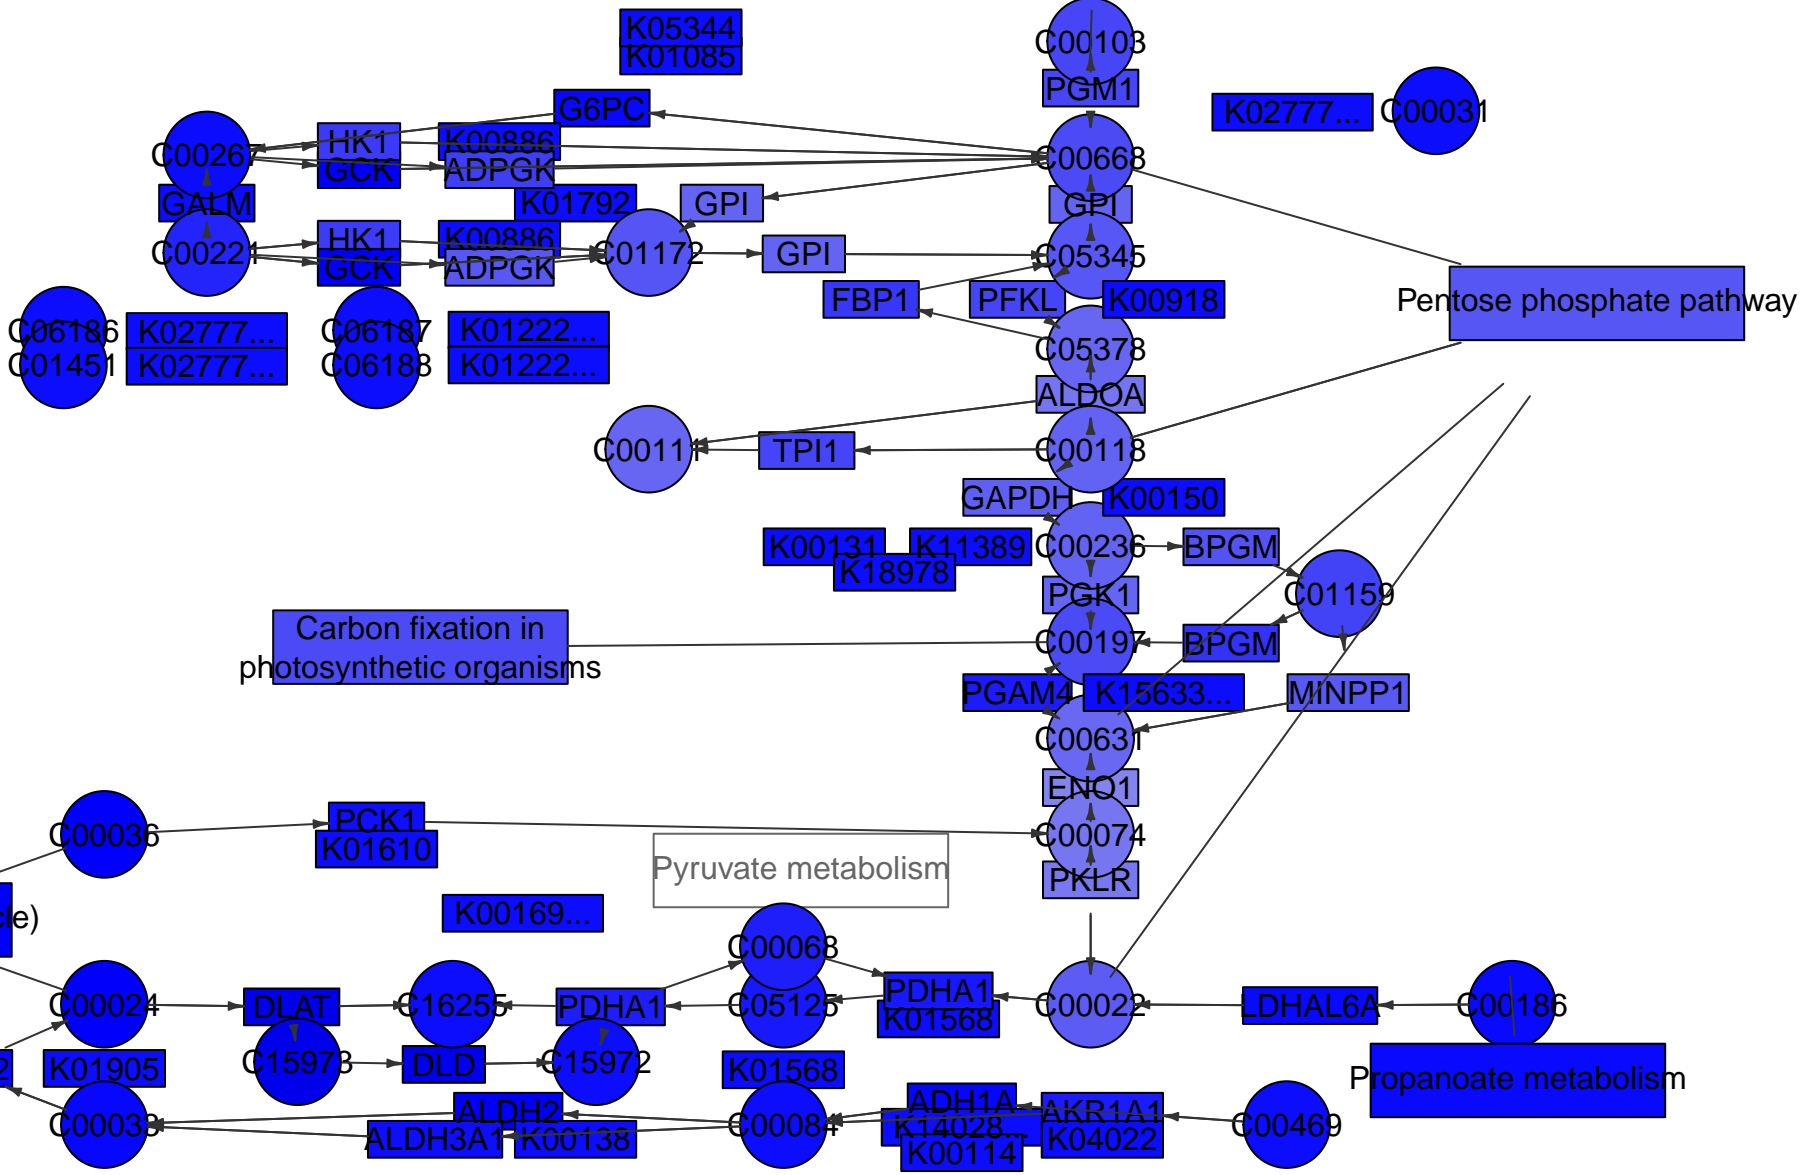 K05344
K01085
C00103
PGM1
K02777...
C00031
G6PC
C00267
HK1
K00886
GCK
ADPGK
C00668
GALM
K01792
GPI
GPI
C00221
HK1
K00886
GCK
ADPGK
C01172
GPI
C05345
FBP1
PFKL
K00918
Pentose phosphate pathway
C06186
K02777...
C06187
K01222...
C01451
K02777...
C06188
K01222...
C05378
ALDOA
C00111
TPI1
C00118
GAPDH
K00150
K00131
K11389
C00236
BPGM
K18978
PGK1
C01159
Carbon fixation in
photosynthetic organisms
C00197
BPGM
PGAM4
K15633...
MINPP1
C00631
ENO1
C00036
PCK1
K01610
C00074
Pyruvate metabolism
PKLR
K00169...
cle)
C00068
C00024
DLAT
C16255
PDHA1
C05125
PDHA1
K01568
C00022
LDHAL6A
C00186
2
K01905
C15973
DLD
C15972
K01568
Propanoate metabolism
C00033
ALDH2
ALDH3A1
K00138
C00084
ADH1A
K14028...
K00114
AKR1A1
K04022
C00469